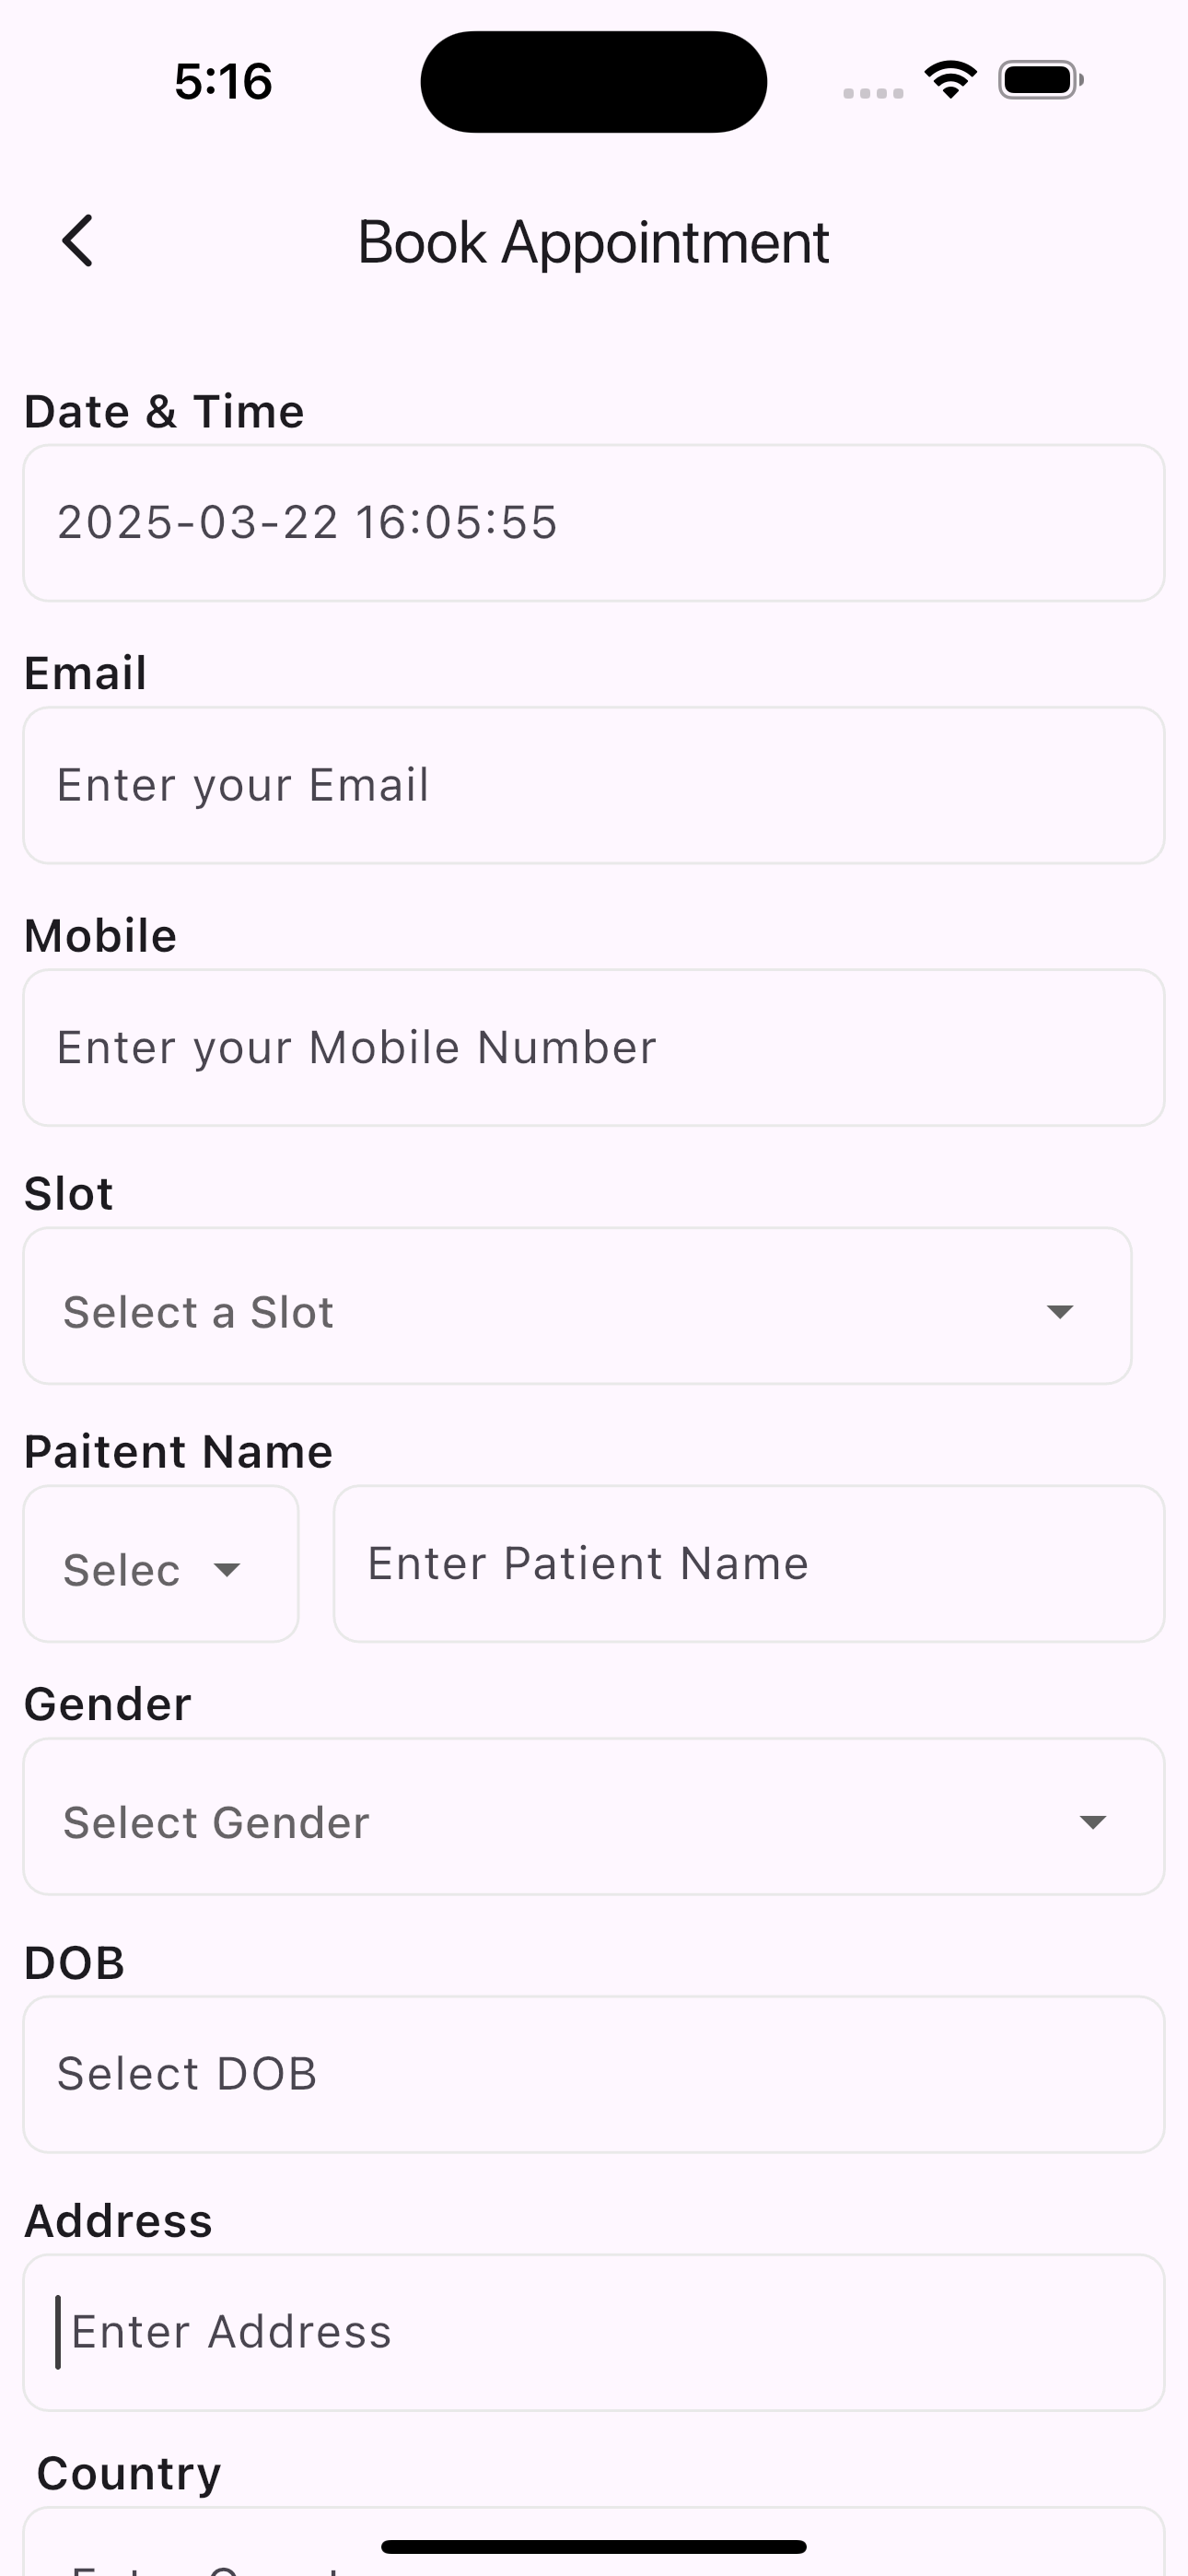 5:16
Book Appointment
Date & Time
2025-03-22 16:05:55
Email
Enter your Email
Mobile
Enter your Mobile Number
Slot
Select a Slot
Paitent Name
Selec
Enter Patient Name
Gender
Select Gender
DOB
Select DOB
Address
Enter Address
Country